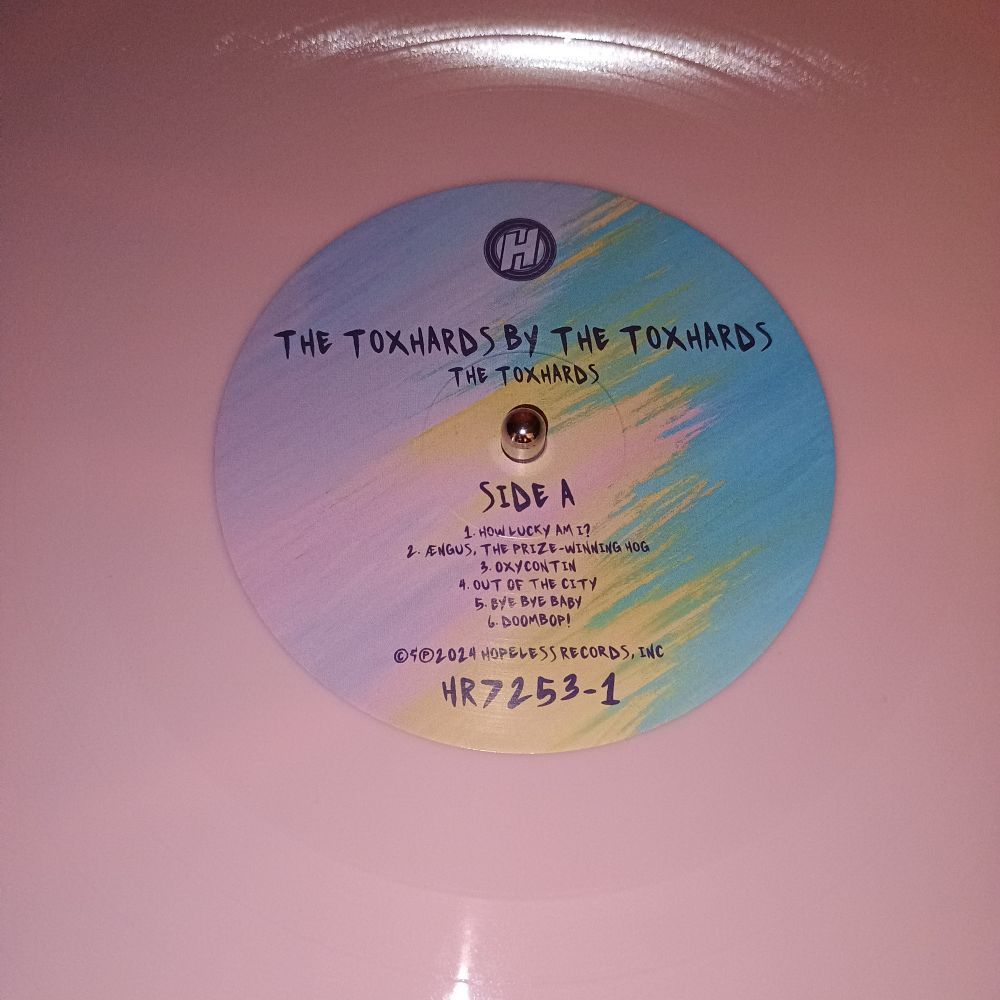 H
THE TOXHARDS BY THE TOXHARDS
THE TOXHARDS
SIDE A
1. HOW LUCKY AM I?
2. ÆNGUS, THE PRIZE-WINNING HOG
3. OXYCONTIN
4. OUT OF THE CITY
5. BYE BYE BABY
6. DOOMBOP!
©&℗2024 HOPELESS RECORDS, INC
HR7253-1